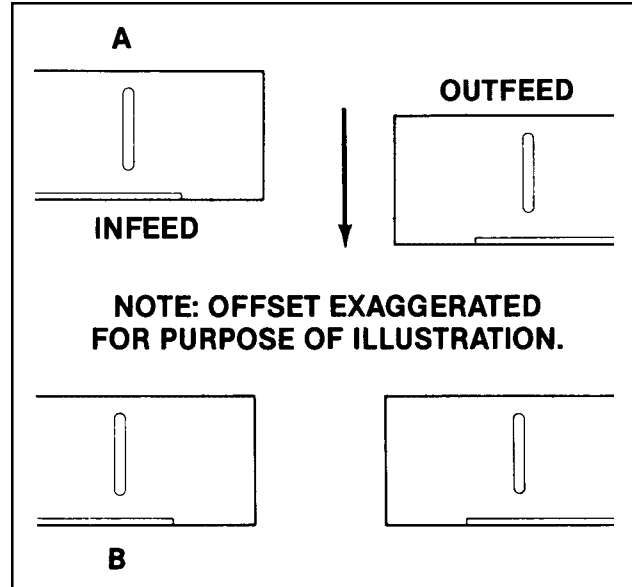 A
OUTFEED
INFEED
NOTE: OFFSET EXAGGERATED
FOR PURPOSE OF ILLUSTRATION.
B